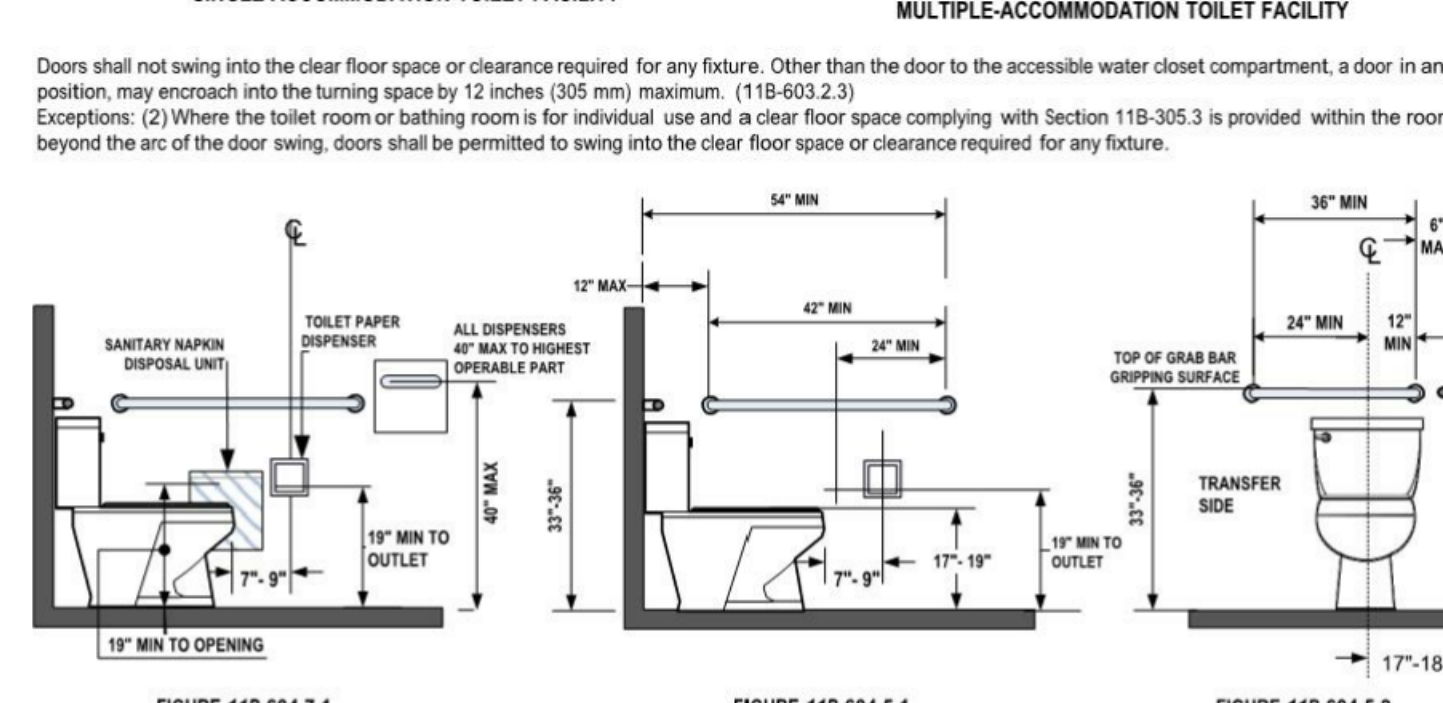 MULTIPLE-ACCOMMODATION TOILET FACILITY
Doors shall not swing into the clear floor space or clearance required for any fixture. Other than the door to the accessible water closet compartment, a door in an
position, may encroach into the turning space by 12 inches (305 mm) maximum. (11B-603.2.3)
Exceptions: (2) Where the toilet room or bathing room is for individual use and a clear floor space complying with Section 11B-305.3 is provided within the roor
beyond the arc of the door swing, doors shall be permitted to swing into the clear floor space or clearance required for any fixture.
SANITARY NAPKIN
DISPOSAL UNIT
TOILET PAPER
DISPENSER
ALL DISPENSERS
40" MAX TO HIGHEST
OPERABLE PART
40" MAX
19" MIN TO
OUTLET
7"- 9"
19" MIN TO OPENING
54" MIN
12" MAX
42" MIN
24" MIN
33"-36"
17"- 19"
7"- 9"
19" MIN TO
OUTLET
36" MIN
6"
MA
24" MIN
12"
MIN
TOP OF GRAB BAR
GRIPPING SURFACE
33"-36"
TRANSFER
SIDE
17"-18